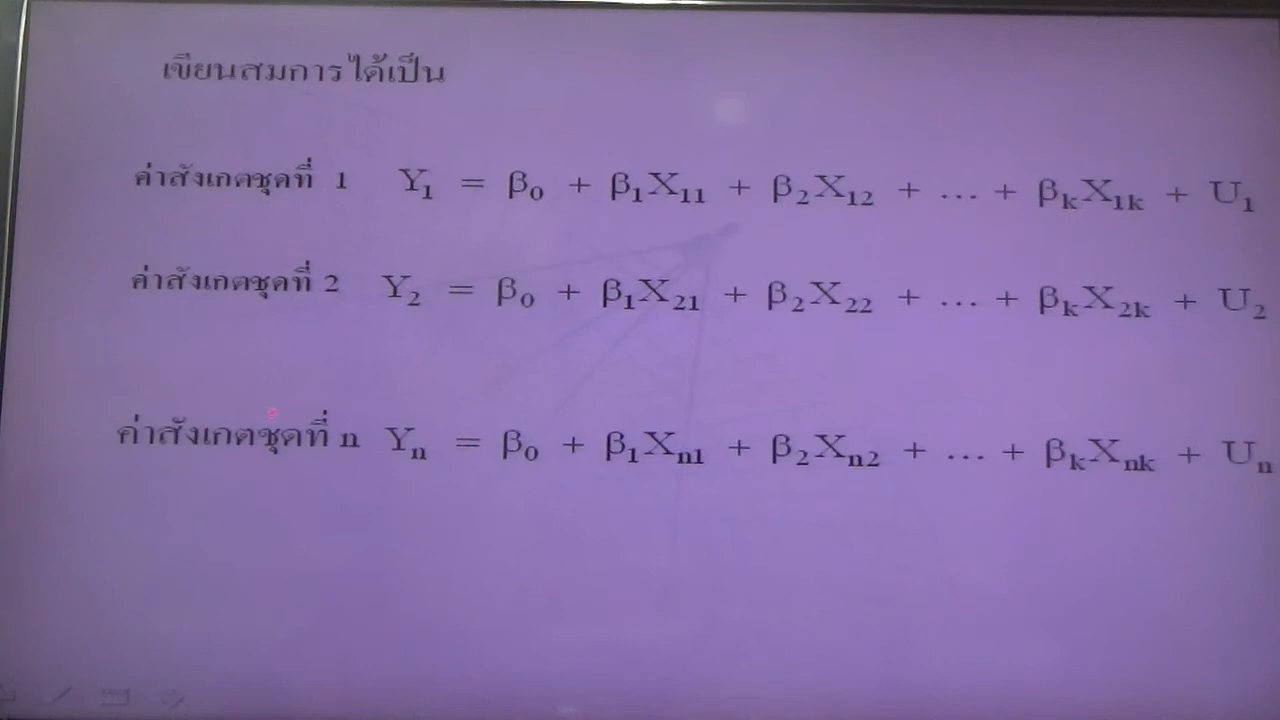 เขียนสมการได้เป็น
ค่าสังเกตชุดที่ 1 Y₁ = β₀ + β₁X₁₁ + β₂X₁₂ + ... + βₖX₁ₖ + U₁
ค่าสังเกตชุดที่ 2 Y₂ = β₀ + β₁X₂₁ + β₂X₂₂ + ... + βₖX₂ₖ + U₂
ค่าสังเกตชุดที่ n Yₙ = β₀ + β₁Xₙ₁ + β₂Xₙ₂ + ... + βₖXₙₖ + Uₙ